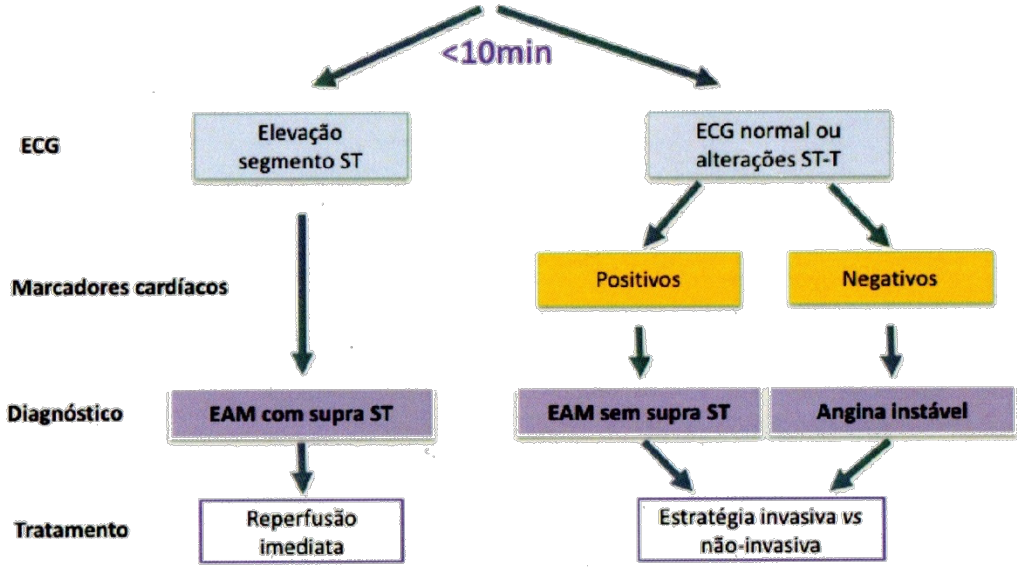 <10min
ECG
Elevação
segmento ST
ECG normal ou
alterações ST-T
Marcadores cardíacos
Positivos
Negativos
Diagnóstico
EAM com supra ST
EAM sem supra ST
Angina instável
Tratamento
Reperfusão
imediata
Estratégia invasiva vs
não-invasiva